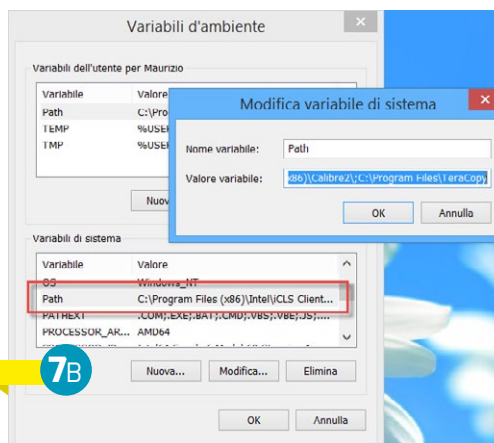 Variabili d'ambiente
Variabili dell'utente per Maurizio
Variabile Valore
Path C:\Pro
TEMP %USER
TMP %USER
Nuov
Modifica variabile di sistema
Nome variabile: Path
Valore variabile: x86)\Calibre2\;C:\Program Files\TeraCopy
OK Annulla
Variabili di sistema
Variabile Valore
OS Windows_NT
Path C:\Program Files (x86)\Intel\iCLS Client...
PATHEXT .COM;.EXE;.BAT;.CMD;.VBS;.VBE;.JS;....
PROCESSOR_AR... AMD64
7B
Nuova... Modifica... Elimina
OK Annulla